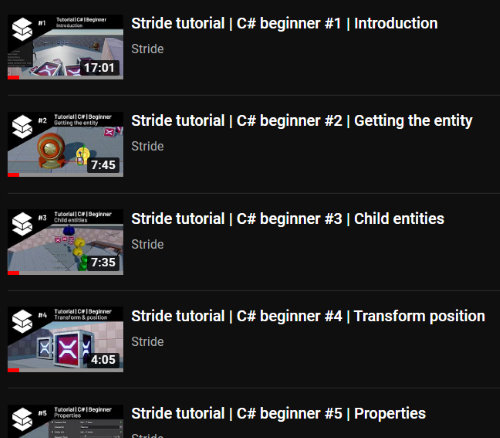 #1
Tutorial | C# | Beginner
Introduction
17:01
Stride tutorial | C# beginner #1 | Introduction
Stride
#2
Tutorial | C# | Beginner
Getting the entity
7:45
Stride tutorial | C# beginner #2 | Getting the entity
Stride
#3
Tutorial | C# | Beginner
Child entities
7:35
Stride tutorial | C# beginner #3 | Child entities
Stride
#4
Tutorial | C# | Beginner
Transform & position
4:05
Stride tutorial | C# beginner #4 | Transform position
Stride
#5
Tutorial | C# | Beginner
Properties
Stride tutorial | C# beginner #5 | Properties
Stride